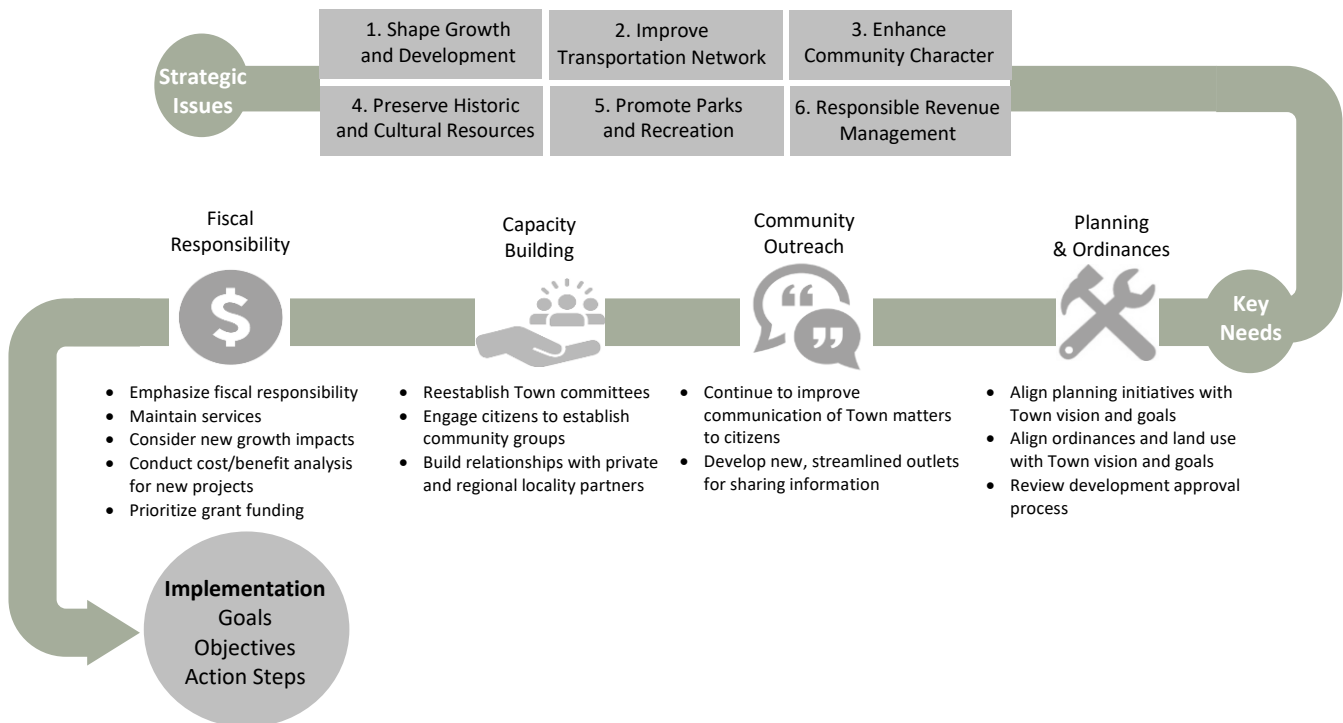 Strategic
Issues
1. Shape Growth
and Development
2. Improve
Transportation Network
3. Enhance
Community Character
4. Preserve Historic
and Cultural Resources
5. Promote Parks
and Recreation
6. Responsible Revenue
Management
Key
Needs
Fiscal
Responsibility
$
• Emphasize fiscal responsibility
• Maintain services
• Consider new growth impacts
• Conduct cost/benefit analysis
for new projects
• Prioritize grant funding
Capacity
Building
• Reestablish Town committees
• Engage citizens to establish
community groups
• Build relationships with private
and regional locality partners
Community
Outreach
• Continue to improve
communication of Town matters
to citizens
• Develop new, streamlined outlets
for sharing information
Planning
& Ordinances
• Align planning initiatives with
Town vision and goals
• Align ordinances and land use
with Town vision and goals
• Review development approval
process
Implementation
Goals
Objectives
Action Steps